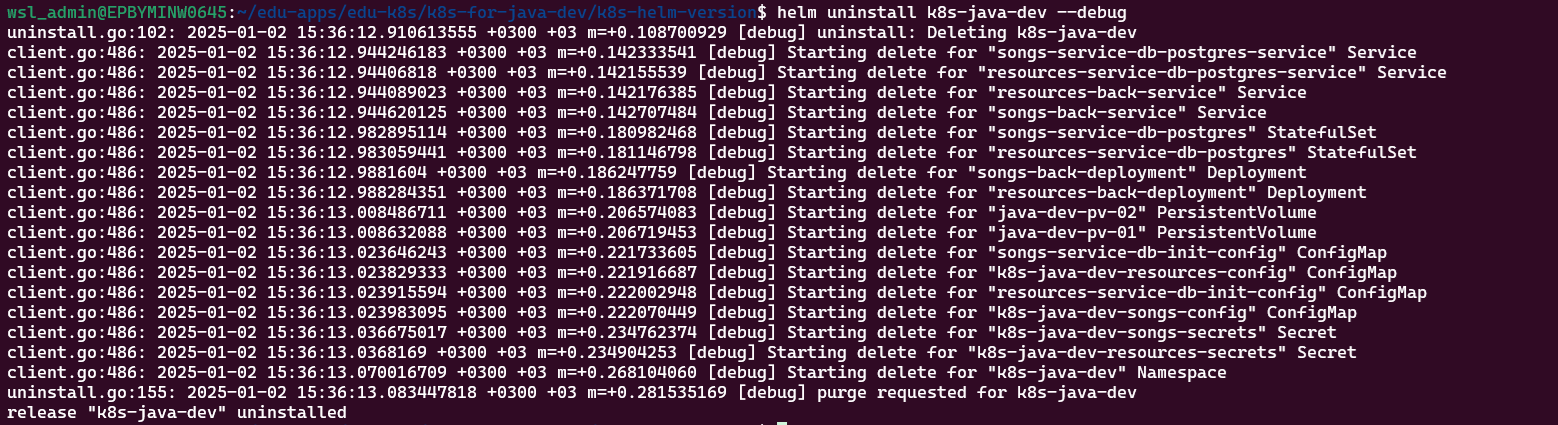 wsl_admin@EPBYMINW0645:~/edu-apps/edu-k8s/k8s-for-java-dev/k8s-helm-version$ helm uninstall k8s-java-dev --debug
uninstall.go:102: 2025-01-02 15:36:12.910613555 +0300 +03 m=+0.108700929 [debug] uninstall: Deleting k8s-java-dev
client.go:486: 2025-01-02 15:36:12.944246183 +0300 +03 m=+0.142333541 [debug] Starting delete for "songs-service-db-postgres-service" Service
client.go:486: 2025-01-02 15:36:12.94406818 +0300 +03 m=+0.142155539 [debug] Starting delete for "resources-service-db-postgres-service" Service
client.go:486: 2025-01-02 15:36:12.944089023 +0300 +03 m=+0.142176385 [debug] Starting delete for "resources-back-service" Service
client.go:486: 2025-01-02 15:36:12.944620125 +0300 +03 m=+0.142707484 [debug] Starting delete for "songs-back-service" Service
client.go:486: 2025-01-02 15:36:12.982895114 +0300 +03 m=+0.180982468 [debug] Starting delete for "songs-service-db-postgres" StatefulSet
client.go:486: 2025-01-02 15:36:12.983059441 +0300 +03 m=+0.181146798 [debug] Starting delete for "resources-service-db-postgres" StatefulSet
client.go:486: 2025-01-02 15:36:12.9881604 +0300 +03 m=+0.186247759 [debug] Starting delete for "songs-back-deployment" Deployment
client.go:486: 2025-01-02 15:36:12.988284351 +0300 +03 m=+0.186371708 [debug] Starting delete for "resources-back-deployment" Deployment
client.go:486: 2025-01-02 15:36:13.008486711 +0300 +03 m=+0.206574083 [debug] Starting delete for "java-dev-pv-02" PersistentVolume
client.go:486: 2025-01-02 15:36:13.008632088 +0300 +03 m=+0.206719453 [debug] Starting delete for "java-dev-pv-01" PersistentVolume
client.go:486: 2025-01-02 15:36:13.023646243 +0300 +03 m=+0.221733605 [debug] Starting delete for "songs-service-db-init-config" ConfigMap
client.go:486: 2025-01-02 15:36:13.023829333 +0300 +03 m=+0.221916687 [debug] Starting delete for "k8s-java-dev-resources-config" ConfigMap
client.go:486: 2025-01-02 15:36:13.023915594 +0300 +03 m=+0.222002948 [debug] Starting delete for "resources-service-db-init-config" ConfigMap
client.go:486: 2025-01-02 15:36:13.023983095 +0300 +03 m=+0.222070449 [debug] Starting delete for "k8s-java-dev-songs-config" ConfigMap
client.go:486: 2025-01-02 15:36:13.036675017 +0300 +03 m=+0.234762374 [debug] Starting delete for "k8s-java-dev-songs-secrets" Secret
client.go:486: 2025-01-02 15:36:13.0368169 +0300 +03 m=+0.234904253 [debug] Starting delete for "k8s-java-dev-resources-secrets" Secret
client.go:486: 2025-01-02 15:36:13.070016709 +0300 +03 m=+0.268104060 [debug] Starting delete for "k8s-java-dev" Namespace
uninstall.go:155: 2025-01-02 15:36:13.083447818 +0300 +03 m=+0.281535169 [debug] purge requested for k8s-java-dev
release "k8s-java-dev" uninstalled